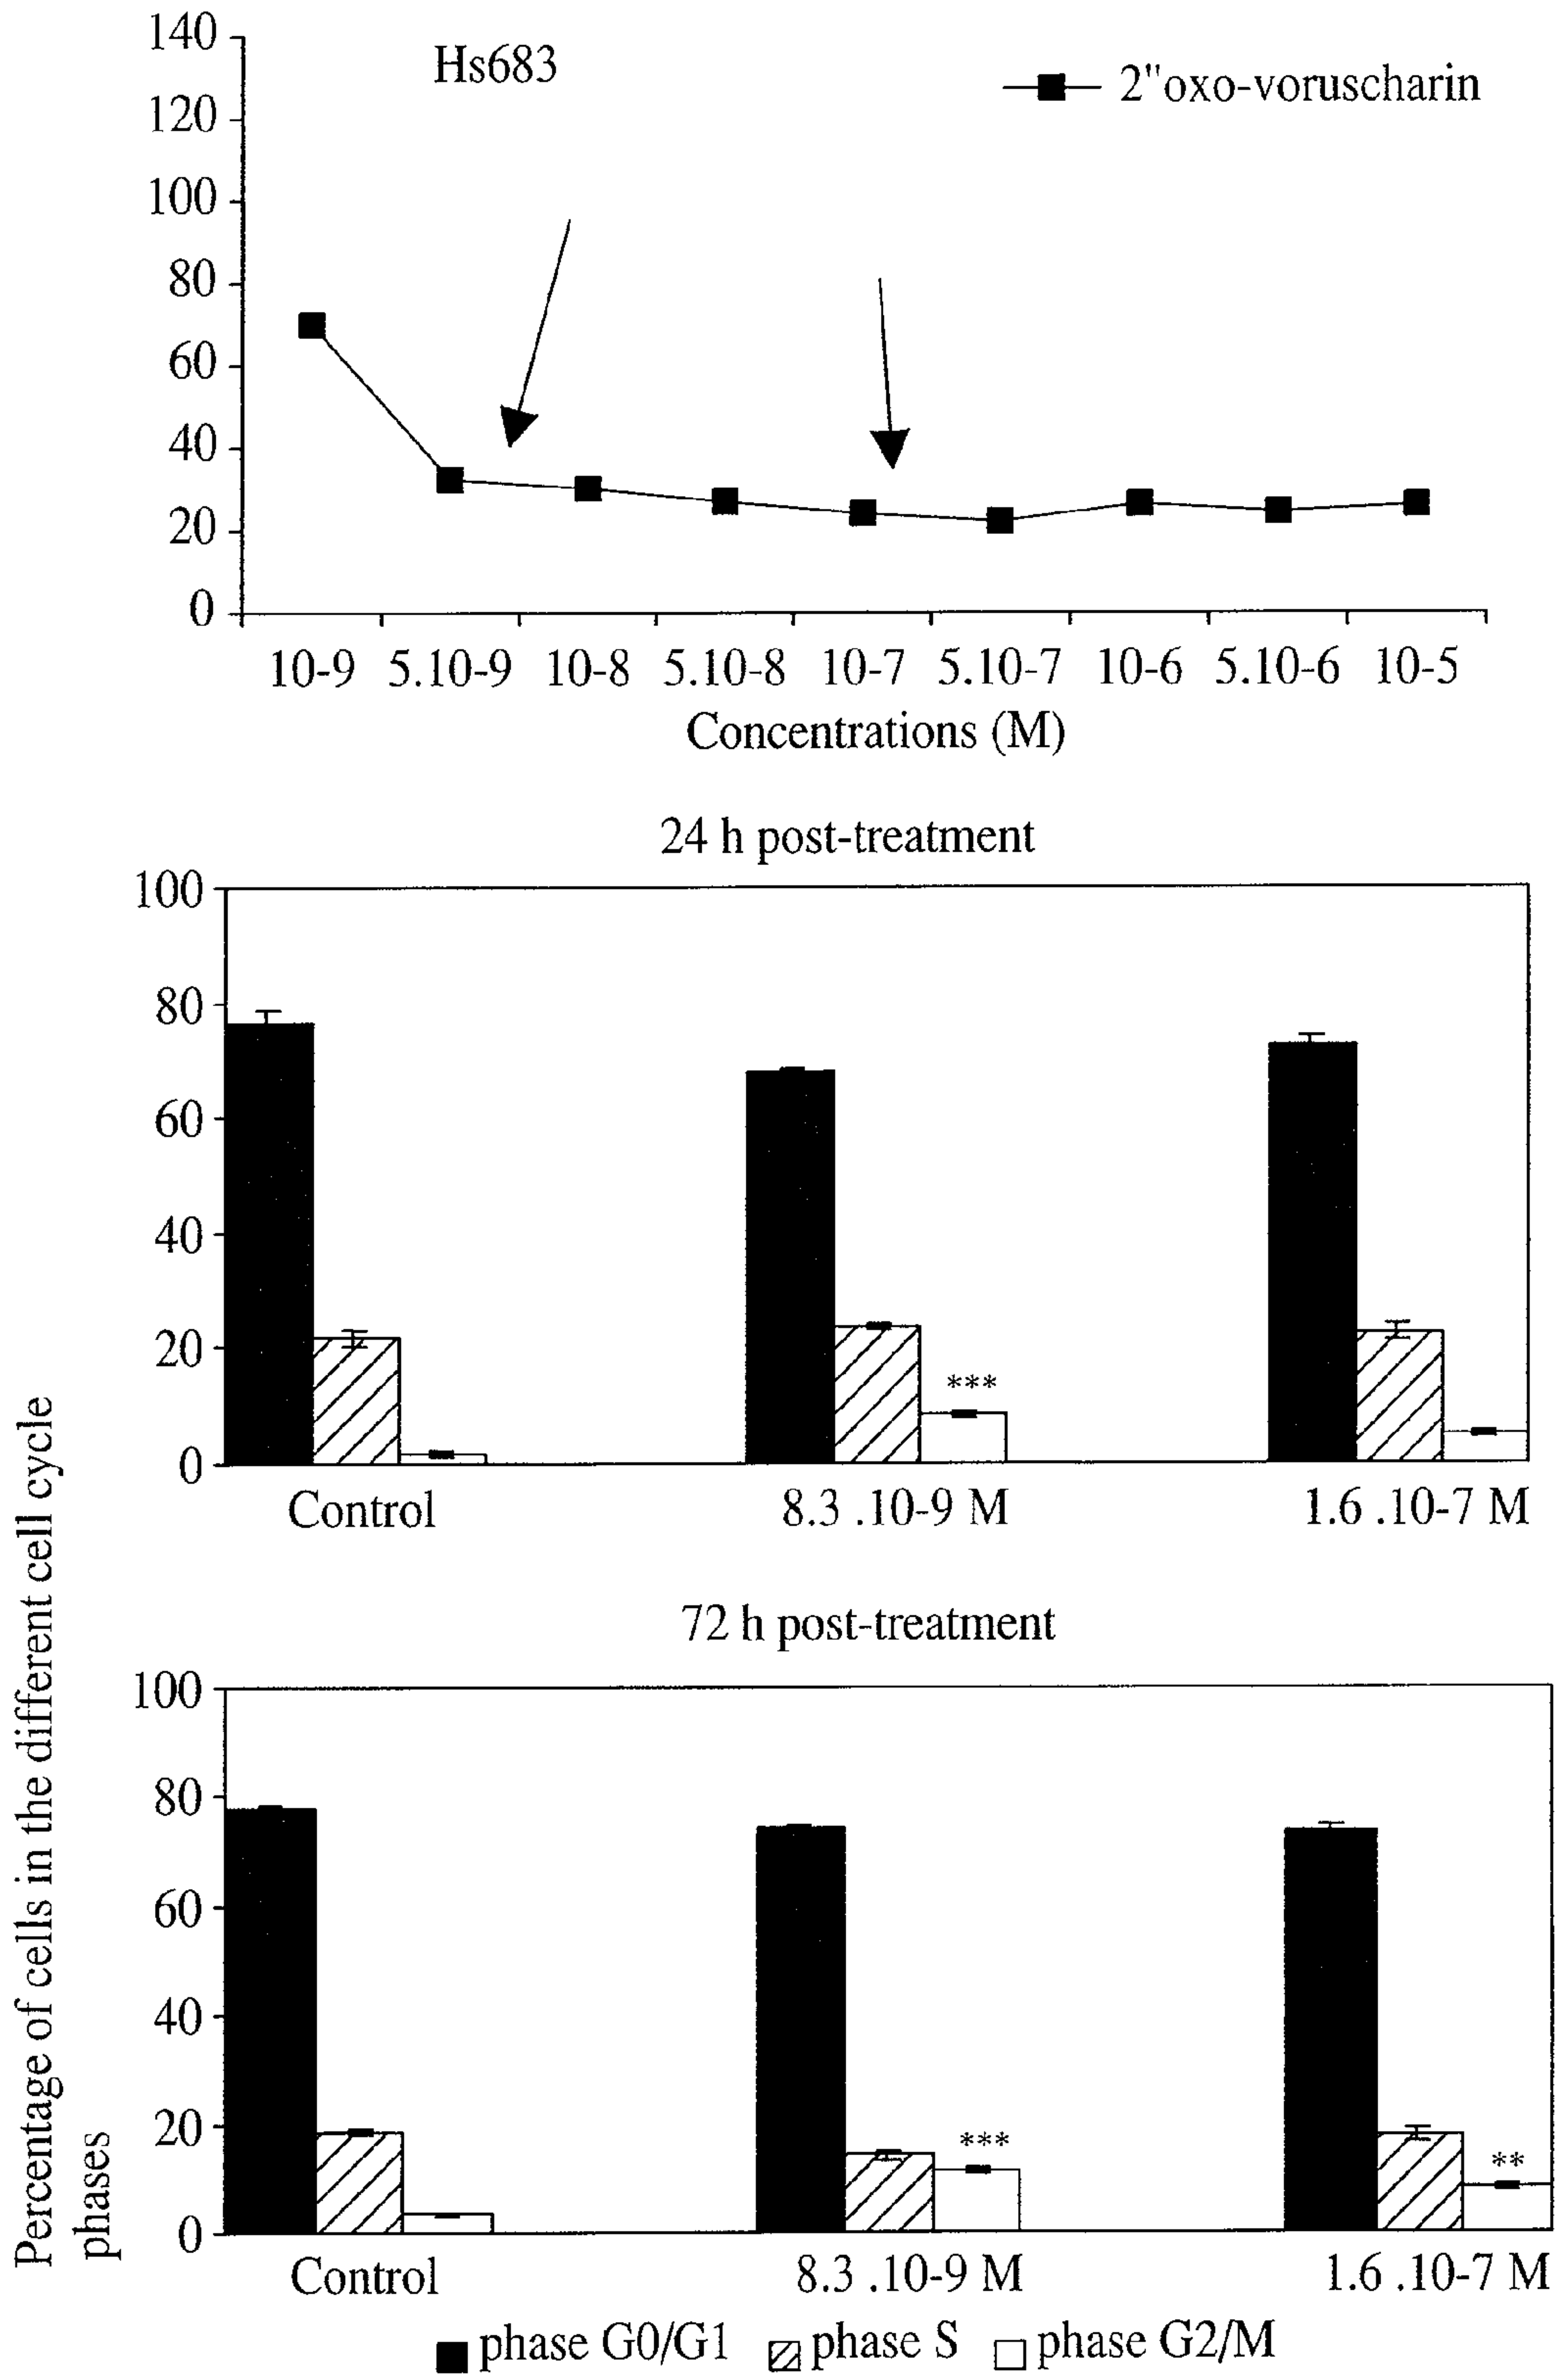 140
Hs683
2"oxo-voruscharin
120
100
80
60
40
20
0
10-9 5.10-9 10-8 5.10-8 10-7 5.10-7 10-6 5.10-6 10-5
Concentrations (M)
24 h post-treatment
100
80
60
40
20
0
***
Control 8.3 .10-9 M 1.6 .10-7 M
72 h post-treatment
100
80
60
40
20
0
***
**
Control 8.3 .10-9 M 1.6 .10-7 M
Percentage of cells in the different cell cycle
phases
phase G0/G1 phase S phase G2/M